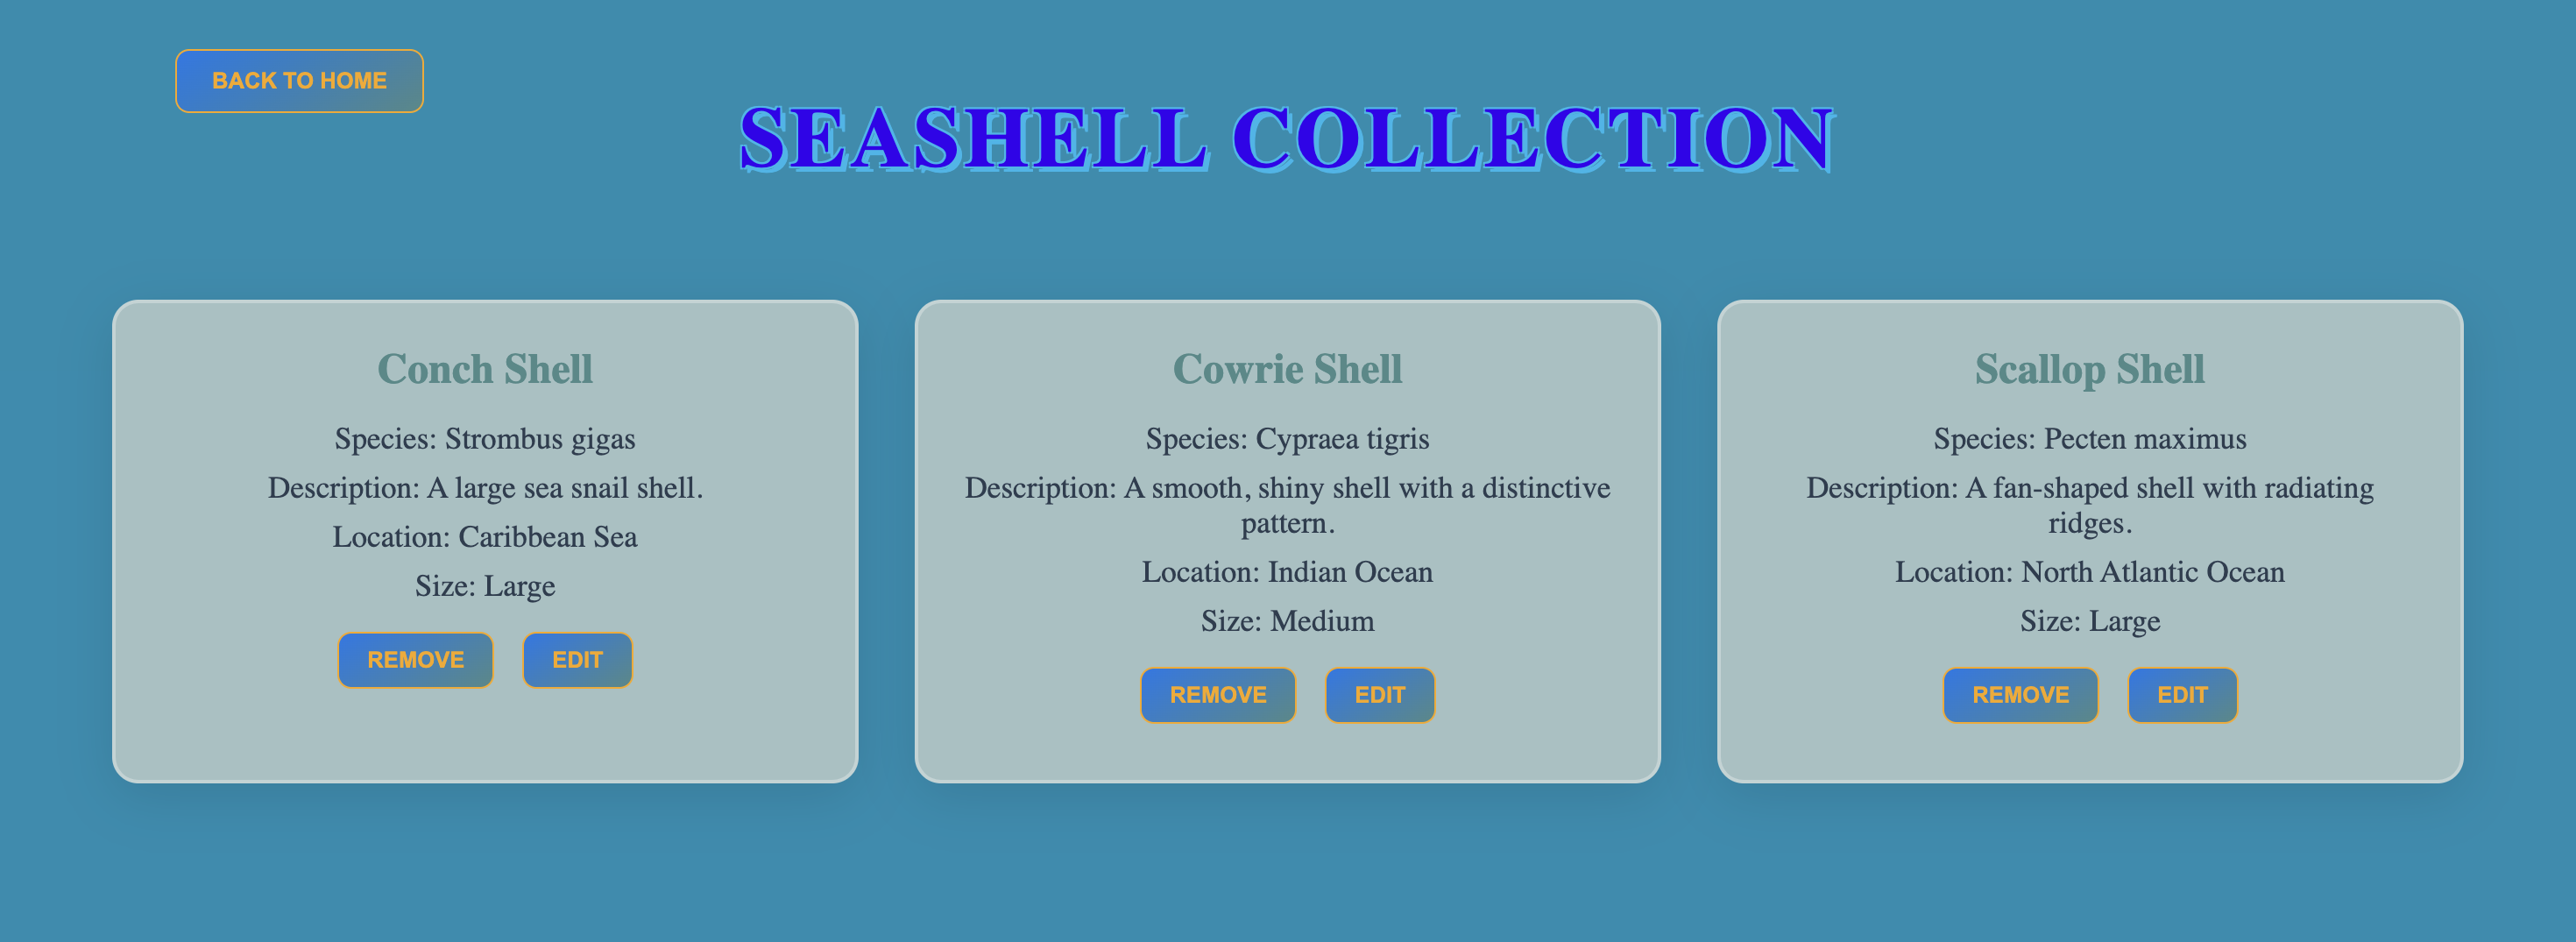 BACK TO HOME
SEASHELL COLLECTION
Conch Shell
Species: Strombus gigas
Description: A large sea snail shell.
Location: Caribbean Sea
Size: Large
REMOVE
EDIT
Cowrie Shell
Species: Cypraea tigris
Description: A smooth, shiny shell with a distinctive
pattern.
Location: Indian Ocean
Size: Medium
REMOVE
EDIT
Scallop Shell
Species: Pecten maximus
Description: A fan-shaped shell with radiating
ridges.
Location: North Atlantic Ocean
Size: Large
REMOVE
EDIT